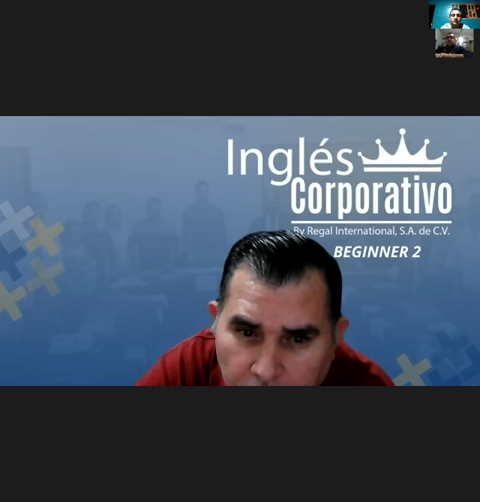 Inglés
Corporativo
By Regal International, S.A. de C.V.
BEGINNER 2